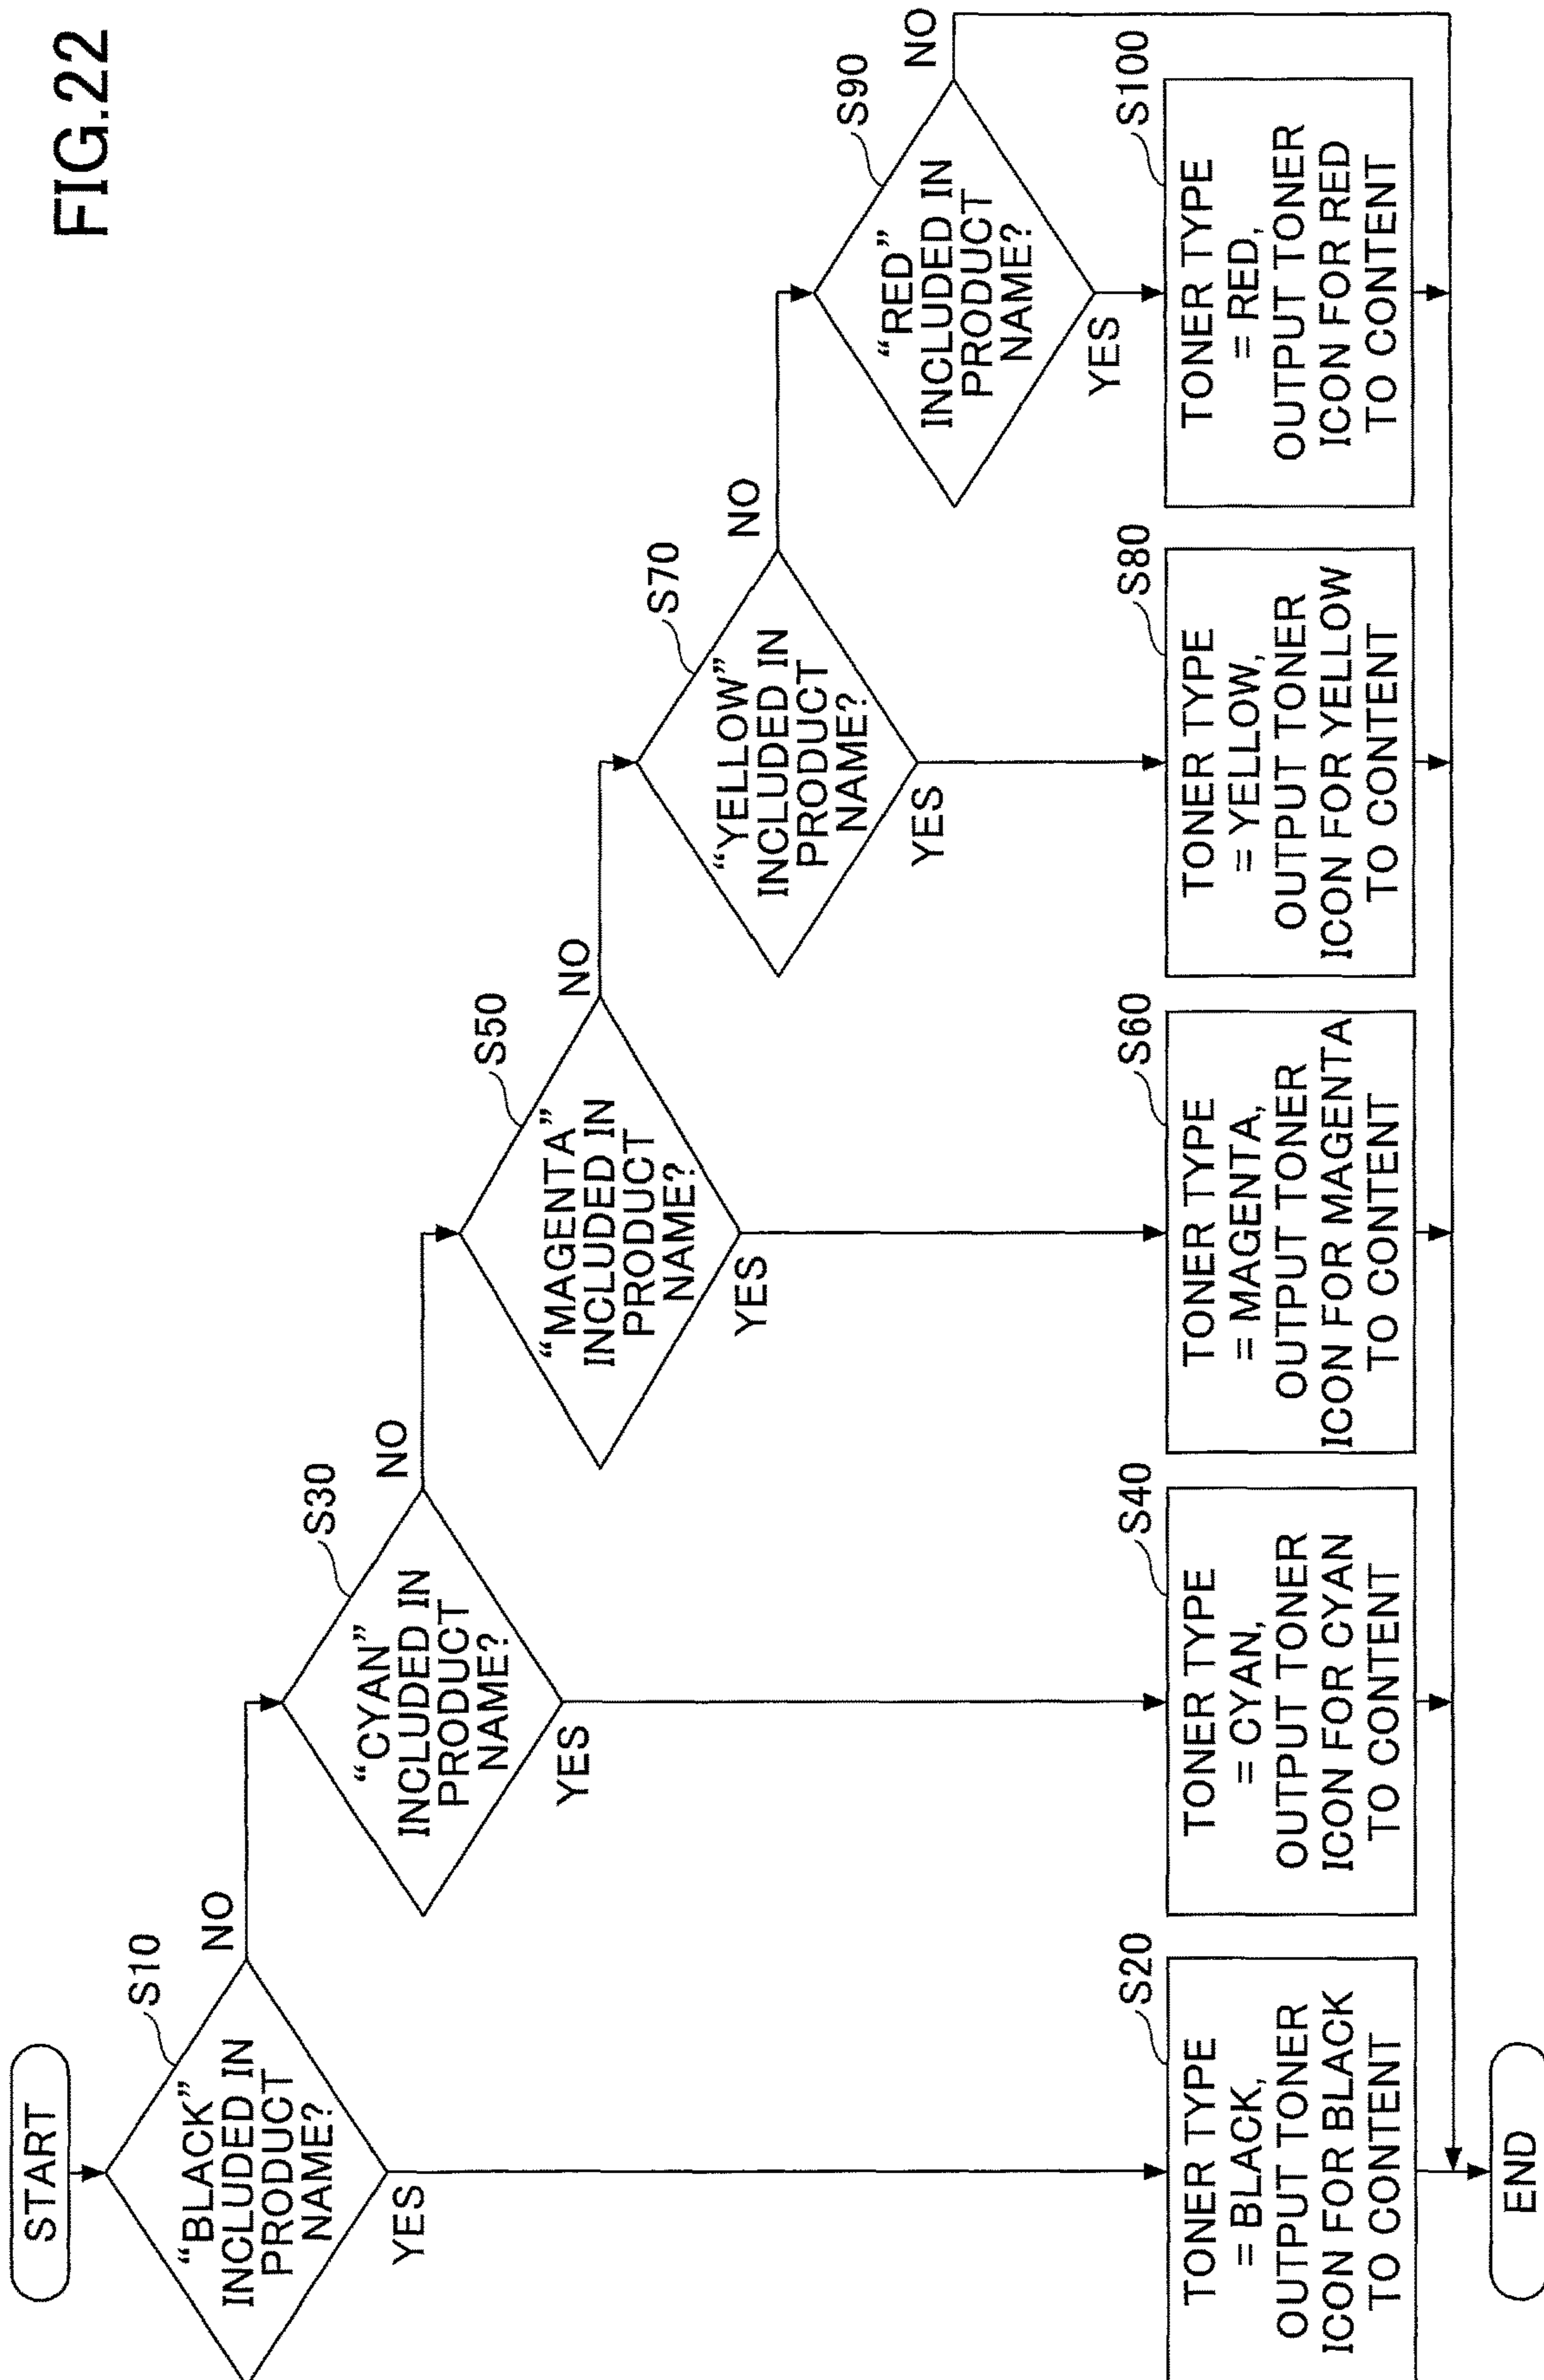 FIG.22
START
S10
"BLACK"
INCLUDED IN
PRODUCT
NAME?
NO
YES
S20
TONER TYPE
= BLACK,
OUTPUT TONER
ICON FOR BLACK
TO CONTENT
S30
"CYAN"
INCLUDED IN
PRODUCT
NAME?
NO
YES
S40
TONER TYPE
= CYAN,
OUTPUT TONER
ICON FOR CYAN
TO CONTENT
S50
"MAGENTA"
INCLUDED IN
PRODUCT
NAME?
NO
YES
S60
TONER TYPE
= MAGENTA,
OUTPUT TONER
ICON FOR MAGENTA
TO CONTENT
S70
"YELLOW"
INCLUDED IN
PRODUCT
NAME?
NO
YES
S80
TONER TYPE
= YELLOW,
OUTPUT TONER
ICON FOR YELLOW
TO CONTENT
S90
"RED"
INCLUDED IN
PRODUCT
NAME?
NO
YES
S100
TONER TYPE
= RED,
OUTPUT TONER
ICON FOR RED
TO CONTENT
END